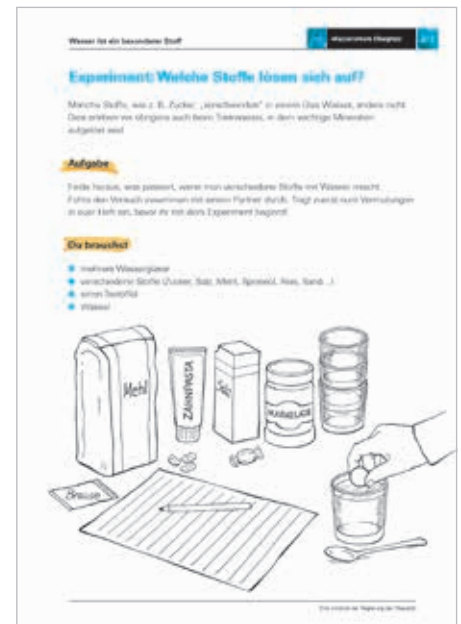 Wasser ist ein besonderer Stoff
Experiment: Welche Stoffe lösen sich auf?
Manche Stoffe, wie z. B. Zucker, „verschwinden“ in einem Glas Wasser, andere nicht.
Dies erleben wir übrigens auch beim Trinkwasser, in dem wichtige Mineralien
aufgelöst sind.
Aufgabe
Finde heraus, was passiert, wenn man verschiedene Stoffe mit Wasser mischt.
Führe den Versuch zusammen mit einem Partner durch. Tragt zuerst eure Vermutungen
in euer Heft ein, bevor ihr mit dem Experiment beginnt!
Du brauchst
mehrere Wassergläser
verschiedene Stoffe (Zucker, Salz, Mehl, Sand ...)
einen Teelöffel
Wasser
Mehl
ZAHNPASTA
Salz
MARMELADE
Brause